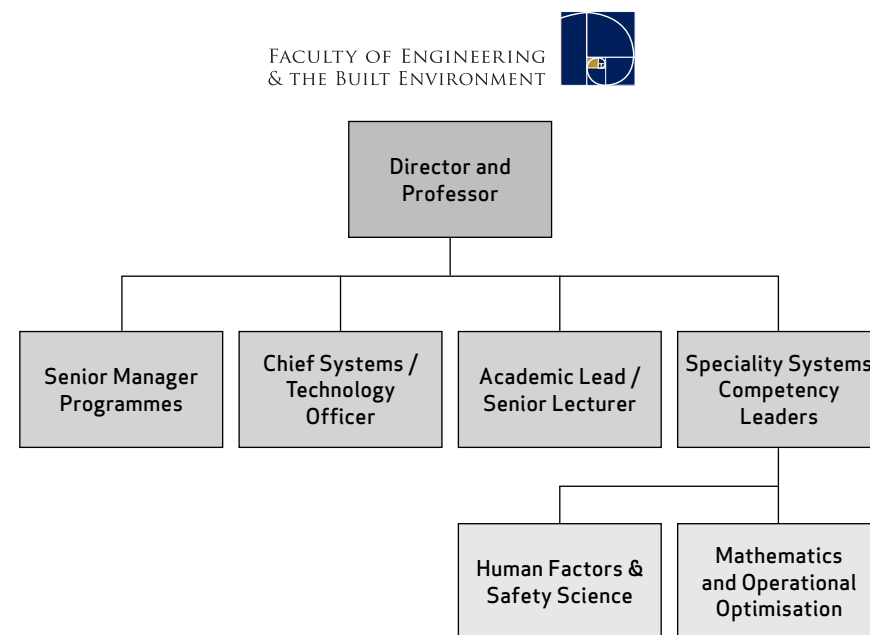 FACULTY OF ENGINEERING
& THE BUILT ENVIRONMENT
Director and
Professor
Senior Manager
Programmes
Chief Systems /
Technology
Officer
Academic Lead /
Senior Lecturer
Speciality Systems
Competency
Leaders
Human Factors &
Safety Science
Mathematics
and Operational
Optimisation